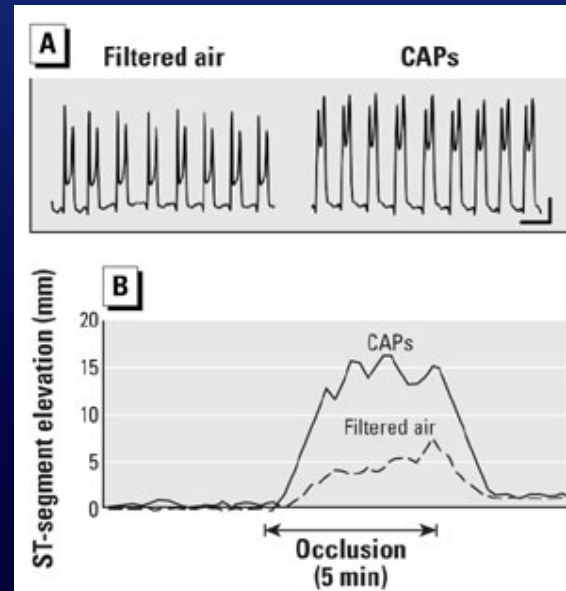 A
Filtered air
CAPs
B
ST-segment elevation (mm)
20
15
10
5
0
CAPs
Filtered air
Occlusion
(5 min)